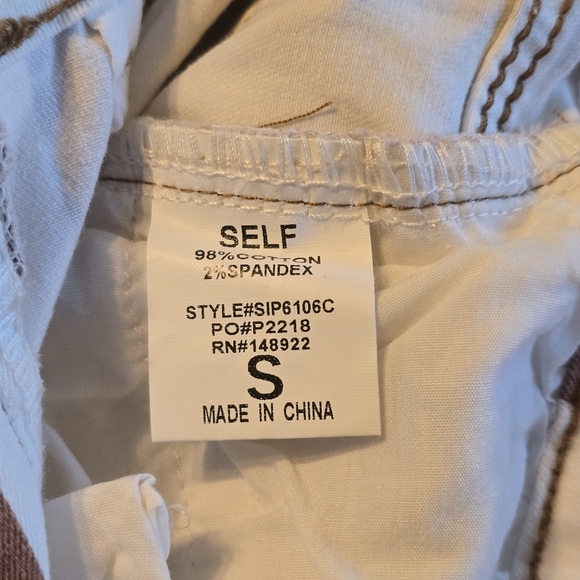 SELF
98%COTTON
2%SPANDEX
STYLE#SIP6106C
PO#P2218
RN#148922
S
MADE IN CHINA